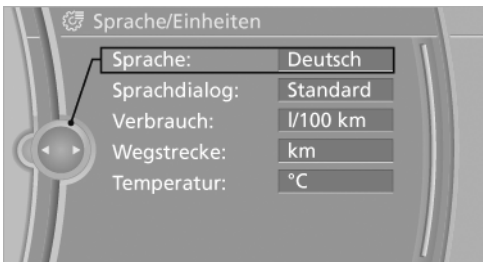 Sprache/Einheiten
Sprache: Deutsch
Sprachdialog: Standard
Verbrauch: l/100 km
Wegstrecke: km
Temperatur: °C